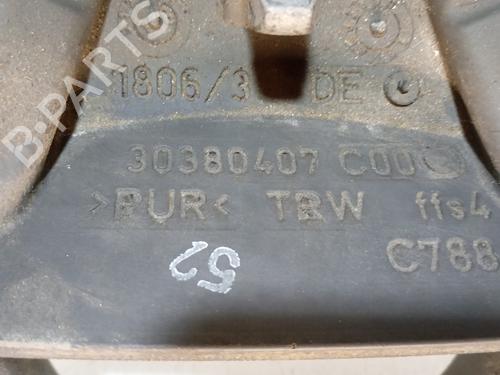 B-PARTS
1806/3 DE
30380407 C00
>PUR< TRW ffs4
C788
52